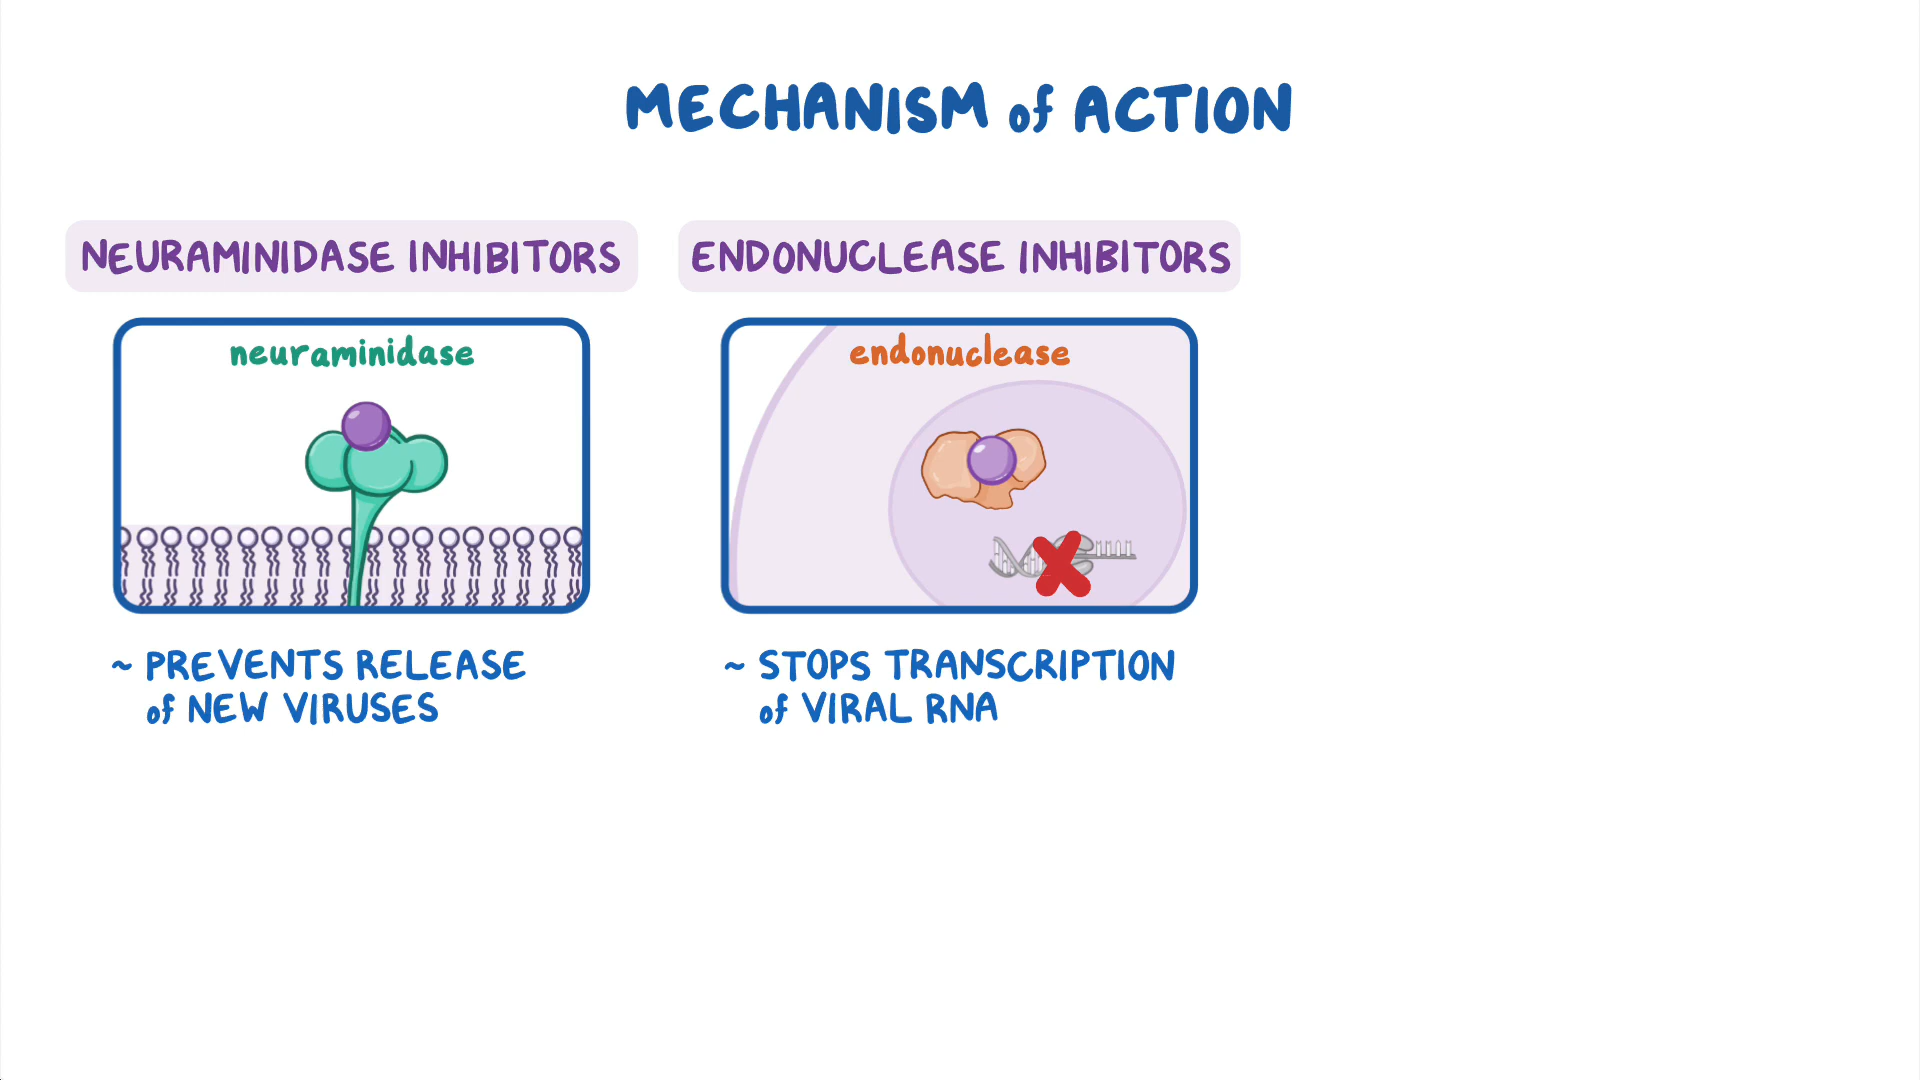 MECHANISM of ACTION
NEURAMINIDASE INHIBITORS
neuraminidase
~ PREVENTS RELEASE
of NEW VIRUSES
ENDONUCLEASE INHIBITORS
endonuclease
~ STOPS TRANSCRIPTION
of VIRAL RNA